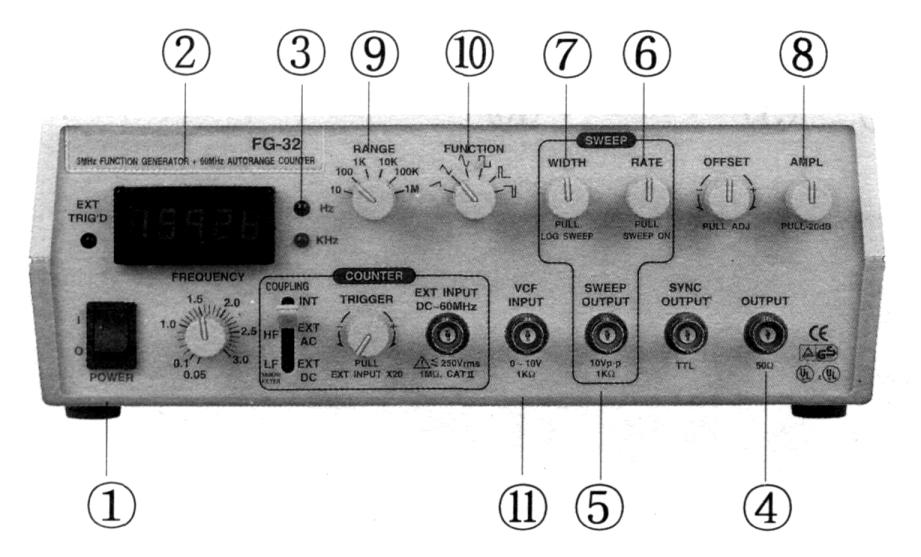 ② ③ ⑨ ⑩ ⑦ ⑥ ⑧
FG-32
3MHz FUNCTION GENERATOR + 60MHz AUTORANGE COUNTER
EXT
TRIG'D
Hz
KHz
RANGE
1K 10K
100 100K
10 1M
FUNCTION
SWEEP
WIDTH
PULL
LOG SWEEP
RATE
PULL
SWEEP ON
OFFSET
PULL ADJ
AMPL
PULL-20dB
I
O
POWER
FREQUENCY
1.5 2.0
1.0 2.5
0.1 3.0
0.05
COUNTER
COUPLING
INT
HF EXT
AC
LF EXT
DC
TRIGGER
PULL
EXT INPUT X20
EXT INPUT
DC~60MHz
≤ 250Vrms
1MΩ. CAT II
VCF
INPUT
0 ~ 10V
1KΩ
SWEEP
OUTPUT
10Vp-p
1KΩ
SYNC
OUTPUT
TTL
OUTPUT
50Ω
CE
GS
UL UL
① ⑪ ⑤ ④